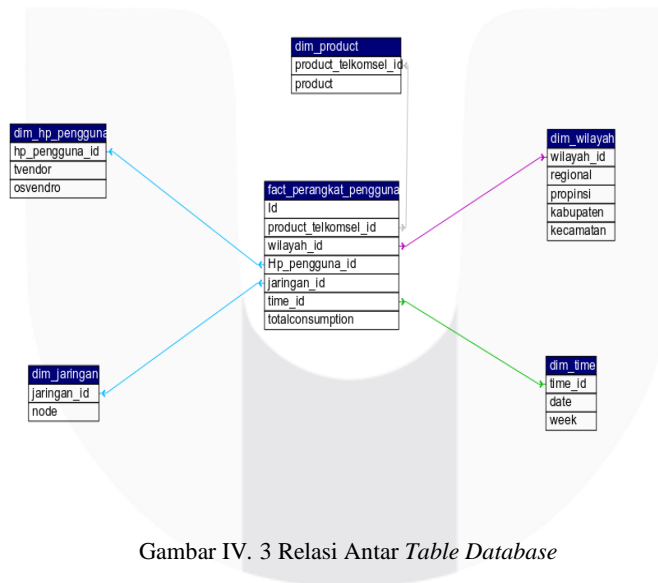 dim_product
product_telkomsel_id
product
dim_hp_pengguna
hp_pengguna_id
tvendor
osvendro
dim_wilayah
wilayah_id
regional
propinsi
kabupaten
kecamatan
fact_perangkat_pengguna
Id
product_telkomsel_id
wilayah_id
Hp_pengguna_id
jaringan_id
time_id
totalconsumption
dim_jaringan
jaringan_id
node
dim_time
time_id
date
week
Gambar IV. 3 Relasi Antar Table Database